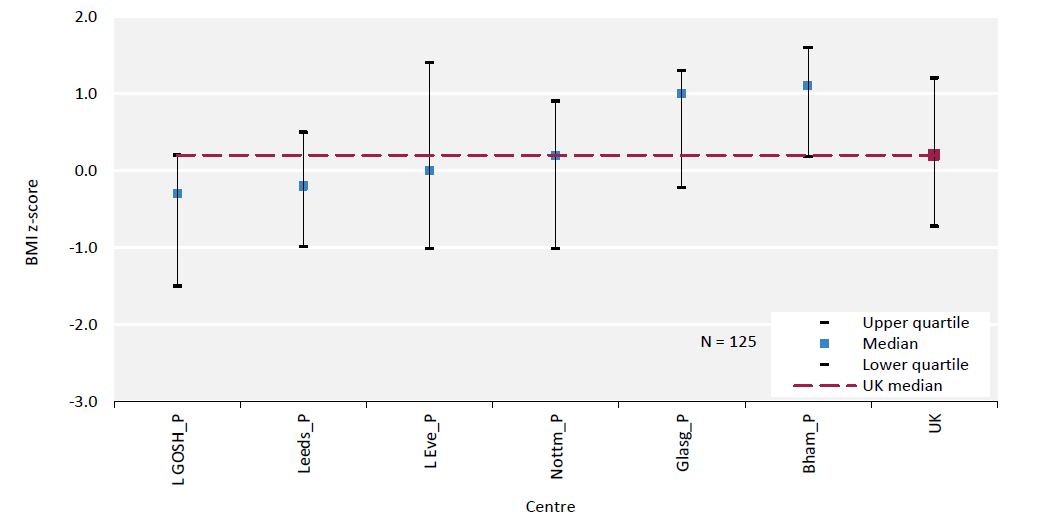 2.0
1.0
0.0
-1.0
-2.0
-3.0
BMI z-score
N = 125
Upper quartile
Median
Lower quartile
UK median
L GOSH_P
Leeds_P
L Eve_P
Nottm_P
Glasg_P
Bham_P
UK
Centre